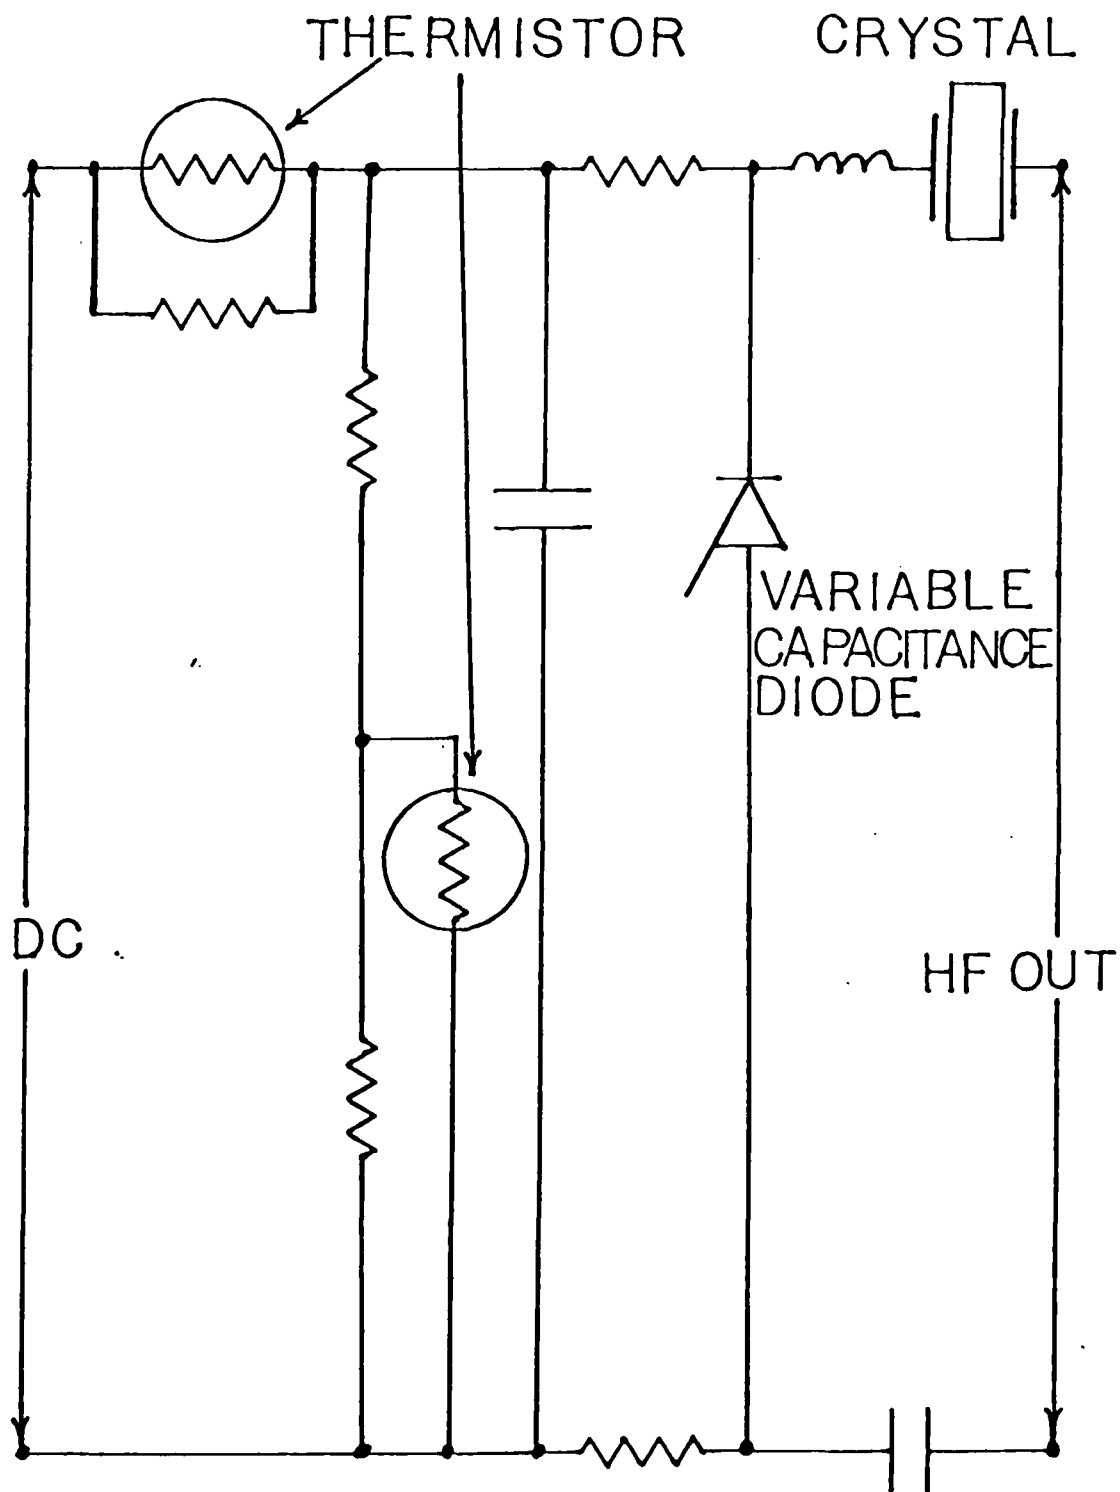 THERMISTOR
CRYSTAL
VARIABLE
CAPACITANCE
DIODE
DC
HF OUT